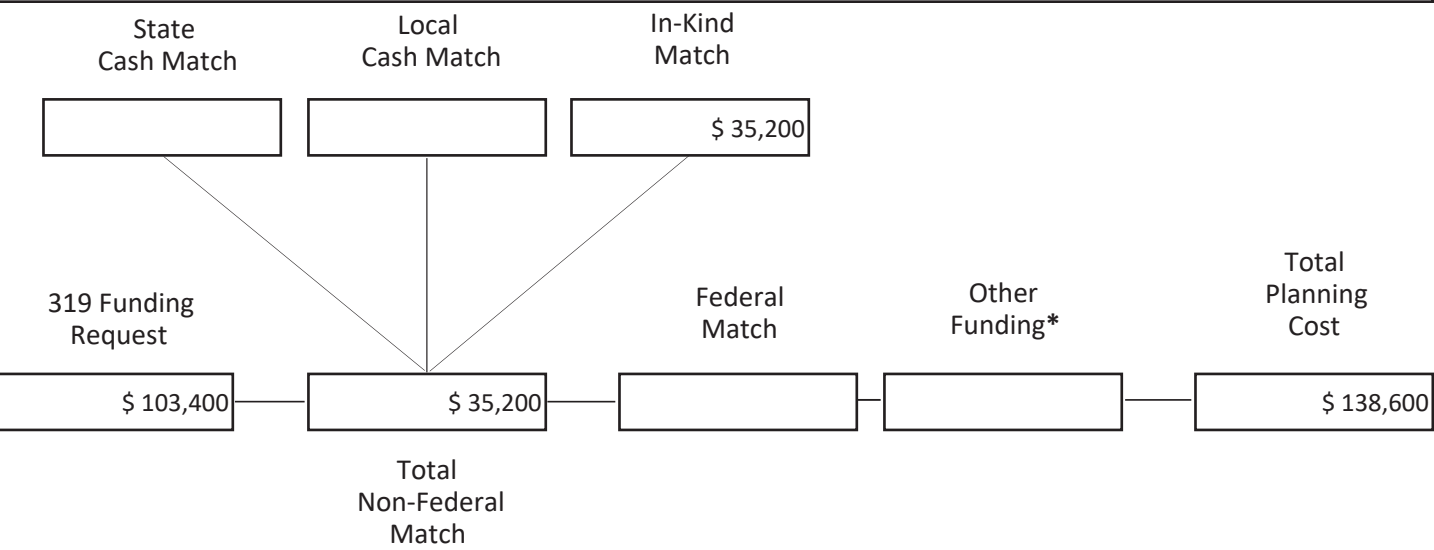 State
Cash Match
Local
Cash Match
In-Kind
Match
$ 35,200
319 Funding
Request
Federal
Match
Other
Funding*
Total
Planning
Cost
$ 103,400
$ 35,200
$ 138,600
Total
Non-Federal
Match